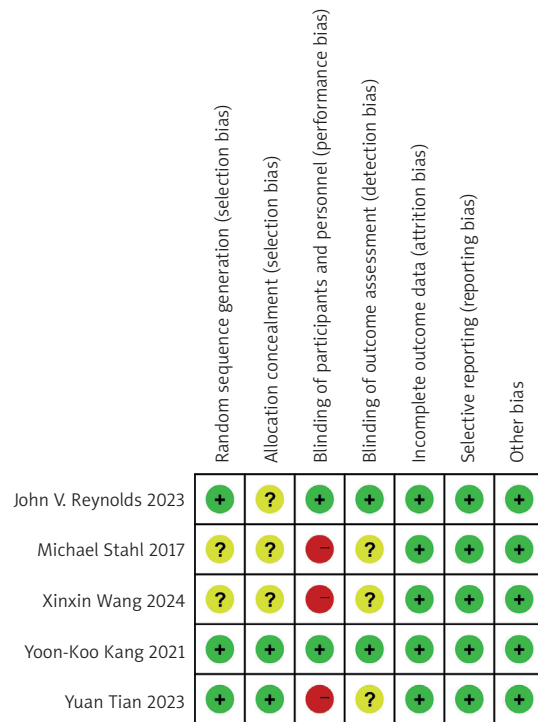 Random sequence generation (selection bias)
Allocation concealment (selection bias)
Blinding of participants and personnel (performance bias)
Blinding of outcome assessment (detection bias)
Incomplete outcome data (attrition bias)
Selective reporting (reporting bias)
Other bias
John V. Reynolds 2023 + ? + + + + +
Michael Stahl 2017 ? ? – ? + + +
Xinxin Wang 2024 ? ? – ? + + +
Yoon-Koo Kang 2021 + + + + + + +
Yuan Tian 2023 + + – ? + + +